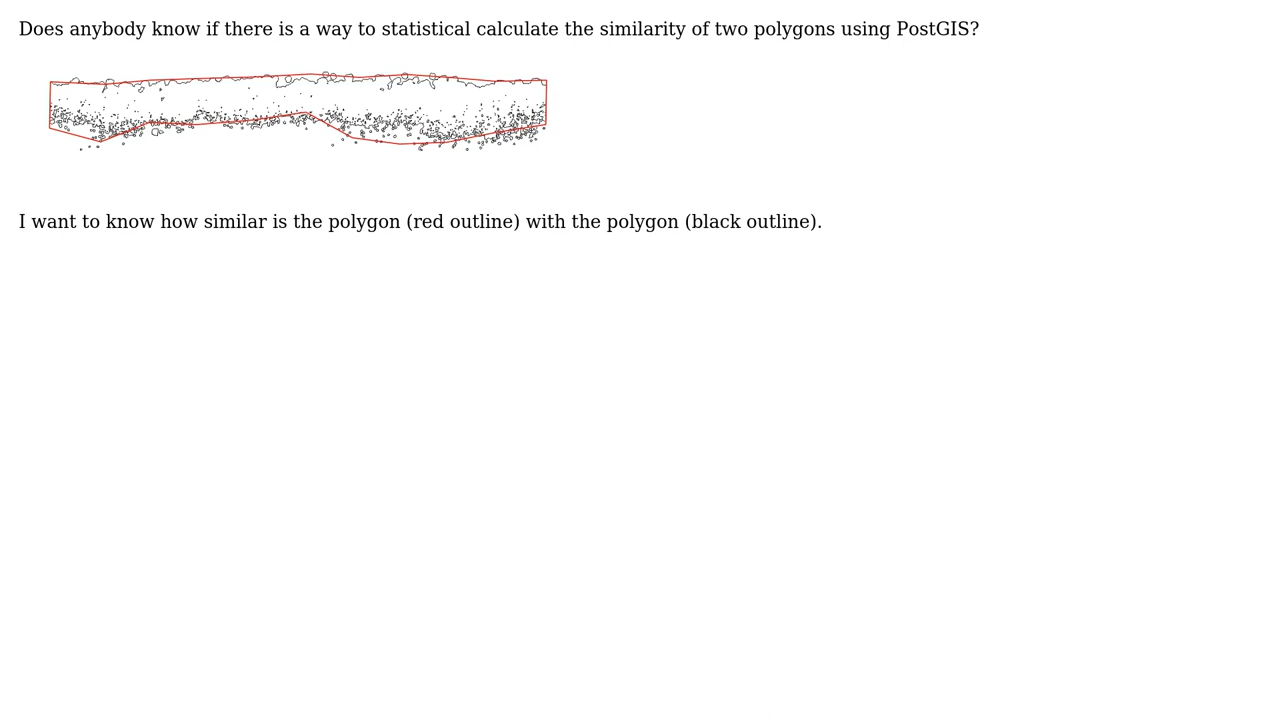 Does anybody know if there is a way to statistical calculate the similarity of two polygons using PostGIS?
I want to know how similar is the polygon (red outline) with the polygon (black outline).